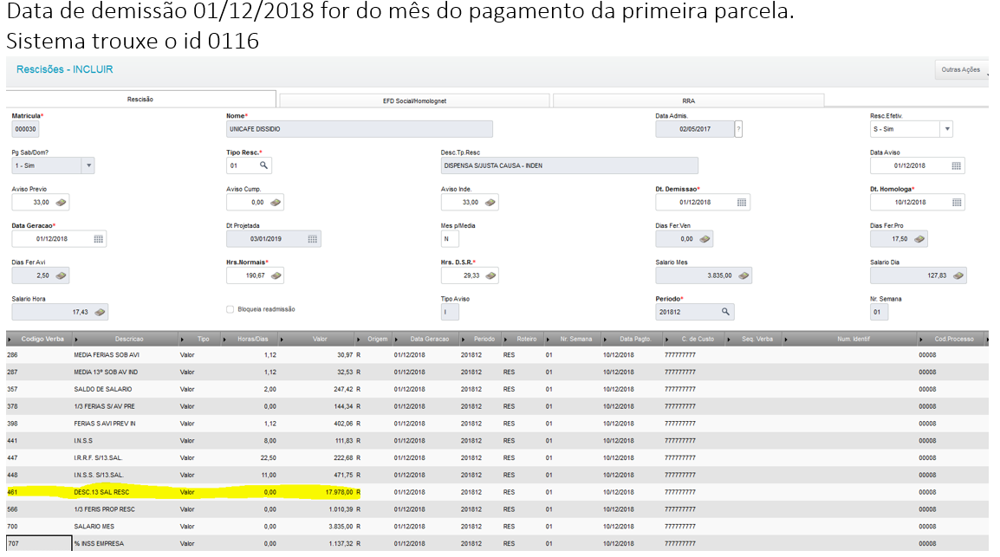 Data de demissão 01/12/2018 for do mês do pagamento da primeira parcela.
Sistema trouxe o id 0116
Rescisões - INCLUIR
Outras Ações
Rescisão EFD Social/Homolognet RRA
Matricula* Nome* Data Admis. Resc.Efetiv.
000030 UNICAFE DISSIDIO 02/05/2017 ? S - Sim
Pg Sab/Dom? Tipo Resc.* Desc.Tp.Resc Data Aviso
1 - Sim 01 DISPENSA S/JUSTA CAUSA - INDEN 01/12/2018
Aviso Previo Aviso Cump. Aviso Inde. Dt. Demissao* Dt. Homologa*
33,00 0,00 33,00 01/12/2018 10/12/2018
Data Geracao* Dt Projetada Mes p/Media Dias Fer.Ven Dias Fer.Pro
01/12/2018 03/01/2019 N 0,00 17,50
Dias Fer Avi Hrs.Normais* Hrs. D.S.R.* Salario Mes Salario Dia
2,50 190,67 29,33 3.835,00 127,83
Salario Hora Tipo Aviso Periodo* Nr. Semana
17,43 Bloqueia readmissão I 201812 01
Codigo Verba Descricao Tipo Horas/Dias Valor Origem Data Geracao Periodo Roteiro Nr. Semana Data Pagto. C. de Custo Seq. Verba Num. Identif Cod Processo
286 MEDIA FERIAS SOB AVI Valor 1,12 30,97 R 01/12/2018 201812 RES 01 10/12/2018 777777777 00008
287 MEDIA 13º SOB AV IND Valor 1,12 32,53 R 01/12/2018 201812 RES 01 10/12/2018 777777777 00008
357 SALDO DE SALARIO Valor 2,00 247,42 R 01/12/2018 201812 RES 01 10/12/2018 777777777 00008
378 1/3 FERIAS S/ AV PRE Valor 0,00 144,34 R 01/12/2018 201812 RES 01 10/12/2018 777777777 00008
398 FERIAS S AVI PREV IN Valor 1,12 402,06 R 01/12/2018 201812 RES 01 10/12/2018 777777777 00008
441 I.N.S.S Valor 8,00 111,83 R 01/12/2018 201812 RES 01 10/12/2018 777777777 00008
447 I.R.R.F. S/13.SAL. Valor 22,50 222,68 R 01/12/2018 201812 RES 01 10/12/2018 777777777 00008
448 I.N.S.S. S/13.SAL. Valor 11,00 471,75 R 01/12/2018 201812 RES 01 10/12/2018 777777777 00008
461 DESC.13 SAL RESC Valor 0,00 17.978,00 R 01/12/2018 201812 RES 01 10/12/2018 777777777 00008
566 1/3 FERIS PROP RESC Valor 0,00 1.010,39 R 01/12/2018 201812 RES 01 10/12/2018 777777777 00008
700 SALARIO MES Valor 0,00 3.835,00 R 01/12/2018 201812 RES 01 10/12/2018 777777777 00008
707 % INSS EMPRESA Valor 0,00 1.137,32 R 01/12/2018 201812 RES 01 10/12/2018 777777777 00008